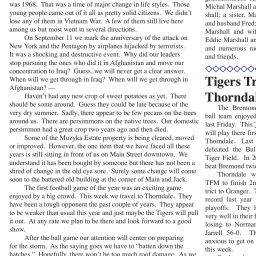 was 1968. That was a time of major change in life styles. Those
young people came out of it all as pretty solid citizens. We didn't
lose any of them in Vietnam War. A few of them still live here
among us but most went in several directions.
On September 11 we mark the anniversary of the attack on
New York and the Pentagon by airplanes hijacked by terrorists.
It was a shocking and destructive event. Why did our leaders
stop pursuing the ones who did it in Afghanistan and move our
concentration to Iraq? Guess, we will never get a clear answer.
When will we get through in Iraq? When will we get through in
Afghanistan? —
Haven't had any new crop of sweet potatoes as yet. There
should be some around. Guess they could be late because of the
very dry summer. Sadly, there appear to be few pecans on the trees
around us. There are persimmons on the native trees. Our domestic
persimmon had a great crop two years ago and then died.
Some of the Muzyka Estate property is being cleared, moved
or improved. However, the one item that we have faced all these
years is still sitting in front of us on Main Street downtown. We
understand it has been bought by someone but there has not been a
shred of change in the old eye sore. Surely some change will come
soon to the battered old building at the corner of Main and Jack.
The first football game of the year was an exciting game
enjoyed by a big crowd. This week we travel to Thorndale. They
have been a tough opponent the past couple of years. They appear
to be weaker than usual this year and just maybe the Tigers will pull
it out. At any rate we plan to be there and look forward to a good
show.
After the ball game our attention will center on preparing
for the storm. As the saying goes we have to "batten down the
hatches." Hopefully, there won't be too much roof damage. As we
Michal Marshall a
shall; a sister, Mi
and husband Fred;
Marshall and wi
Eddie Marshall an
and numerous nie
and friends.
Tigers Tr
Thorndal
The Bremond
ball team enjoyed
last Friday. This
will play there firs
Thorndale. Last
defeated the Bul
Tiger Field. In 2
beat Bremond twic
Thorndale w
TFM to finish 2n
trict to Granger. T
record last year
playoffs. They h
very well in their fi
losing to Norman
Jarrell 56-0. Th
anxious to get on
this week.